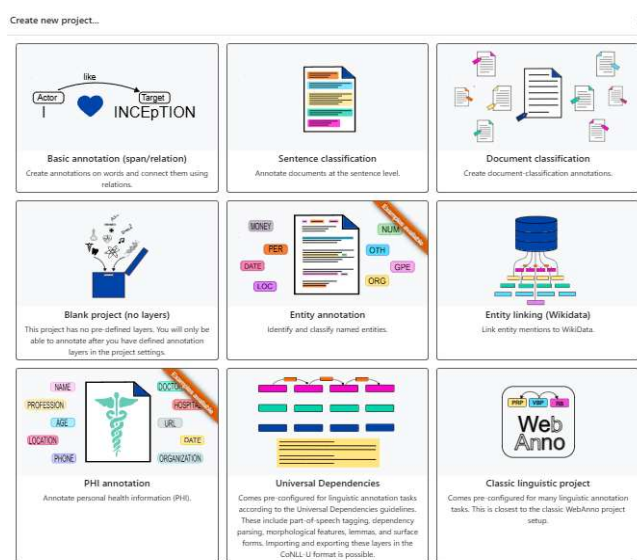 Create new project...
like
Actor
Target
I
INCEpTION
Basic annotation (span/relation)
Create annotations on words and connect them using
relations.
Sentence classification
Annotate documents at the sentence level.
Document classification
Create document-classification annotations.
Blank project (no layers)
This project has no pre-defined layers. You will only be
able to annotate after you have defined annotation
layers in the project settings.
MONEY
PER
DATE
LOC
NUM
OTH
GPE
ORG
Entity annotation
Identify and classify named entities.
Entity linking (Wikidata)
Link entity mentions to WikiData.
NAME
PROFESSION
AGE
LOCATION
PHONE
URL
DATE
ORGANIZATION
PHI annotation
Annotate personal health information (PHI).
Universal Dependencies
Comes pre-configured for linguistic annotation tasks
according to the Universal Dependencies guidelines.
These include part-of-speech tagging, dependency
parsing, morphological features, lemmas, and surface
forms. Importing and exporting these layers in the
CoNLL-U format is possible.
PRP VBP NN
Web
Anno
Classic linguistic project
Comes pre-configured for many linguistic annotation
tasks. This is closest to the classic WebAnno project
setup.